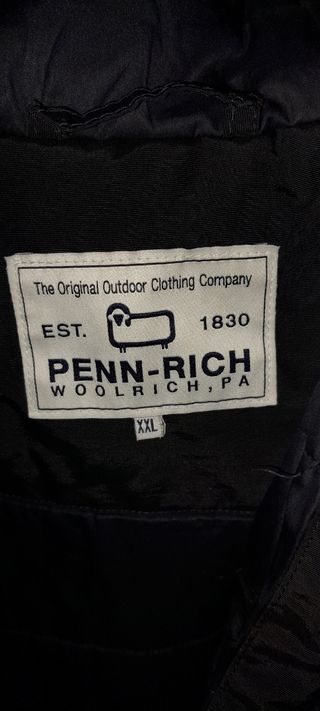 The Original Outdoor Clothing Company
EST. 1830
PENN-RICH
WOOLRICH, PA
XXL